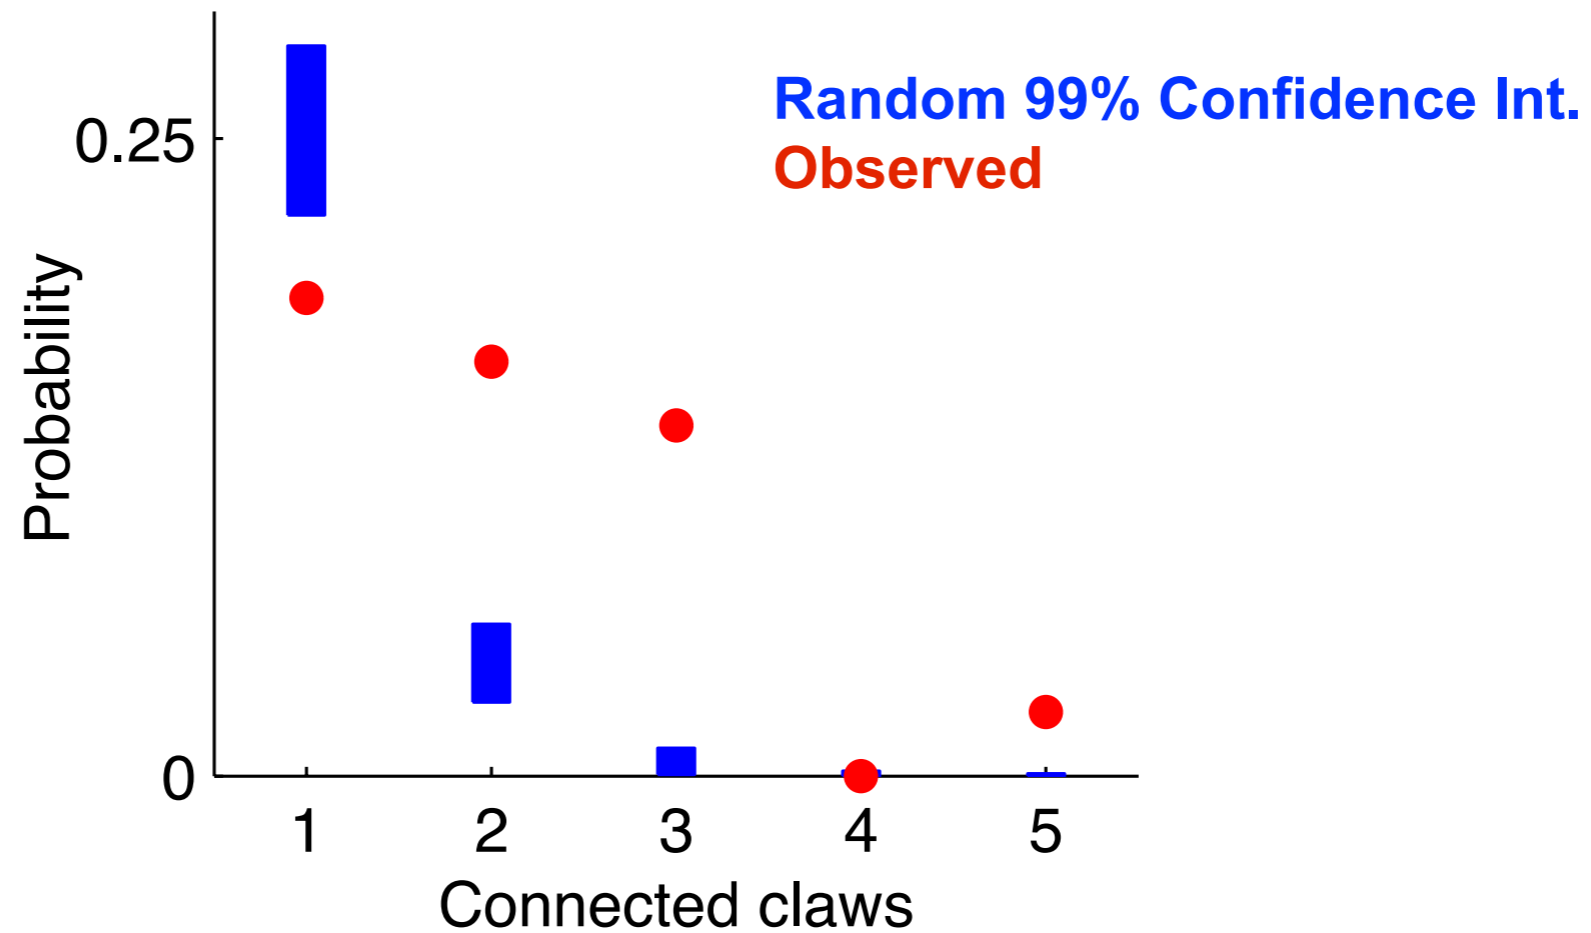 Random 99% Confidence Int.
Observed
0.25
Probability
0
1 2 3 4 5
Connected claws